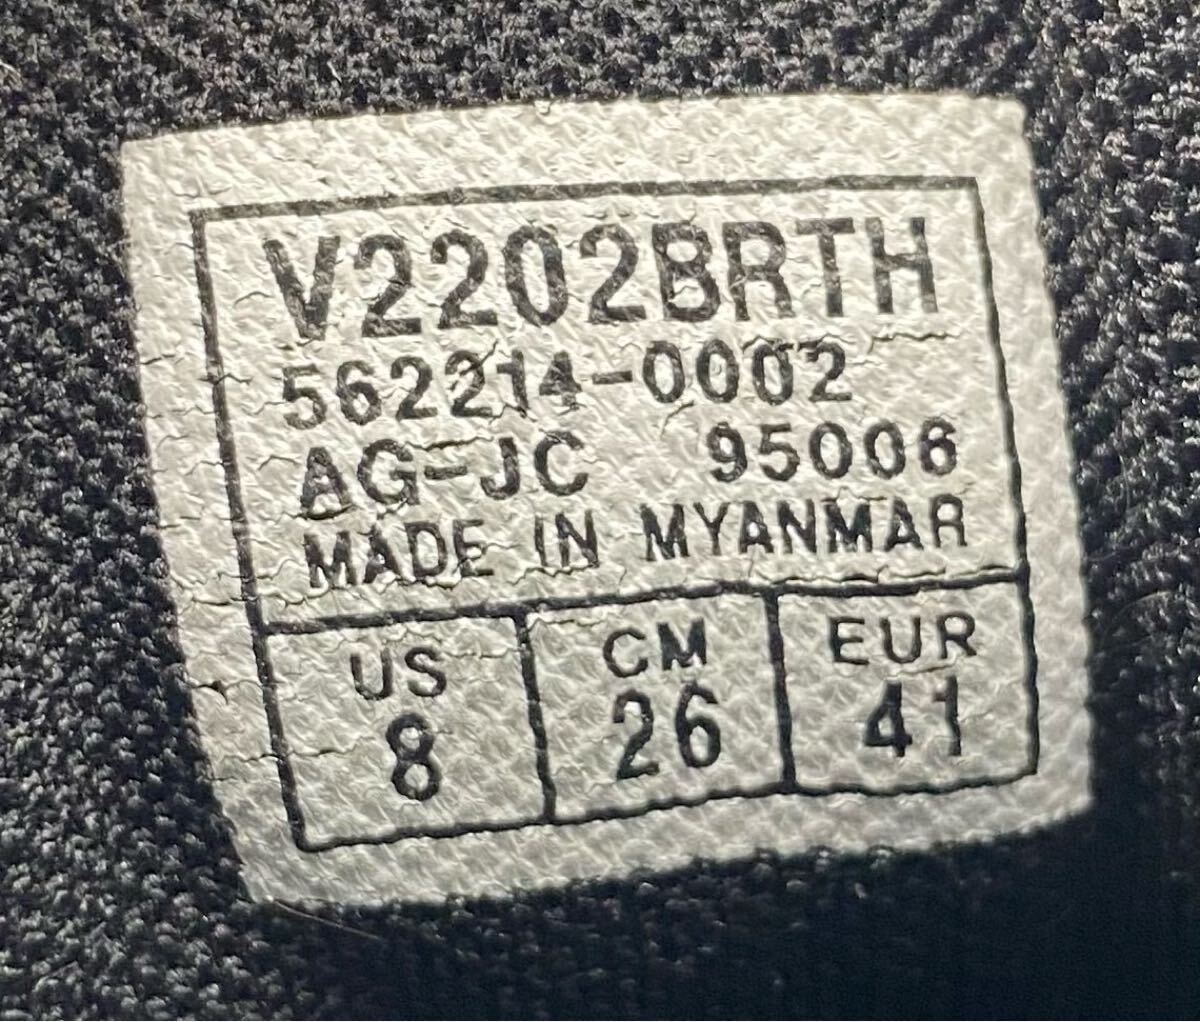 V2202BRTH
562214-0002
AG-JC 95006
MADE IN MYANMAR
US CM EUR
8 26 41